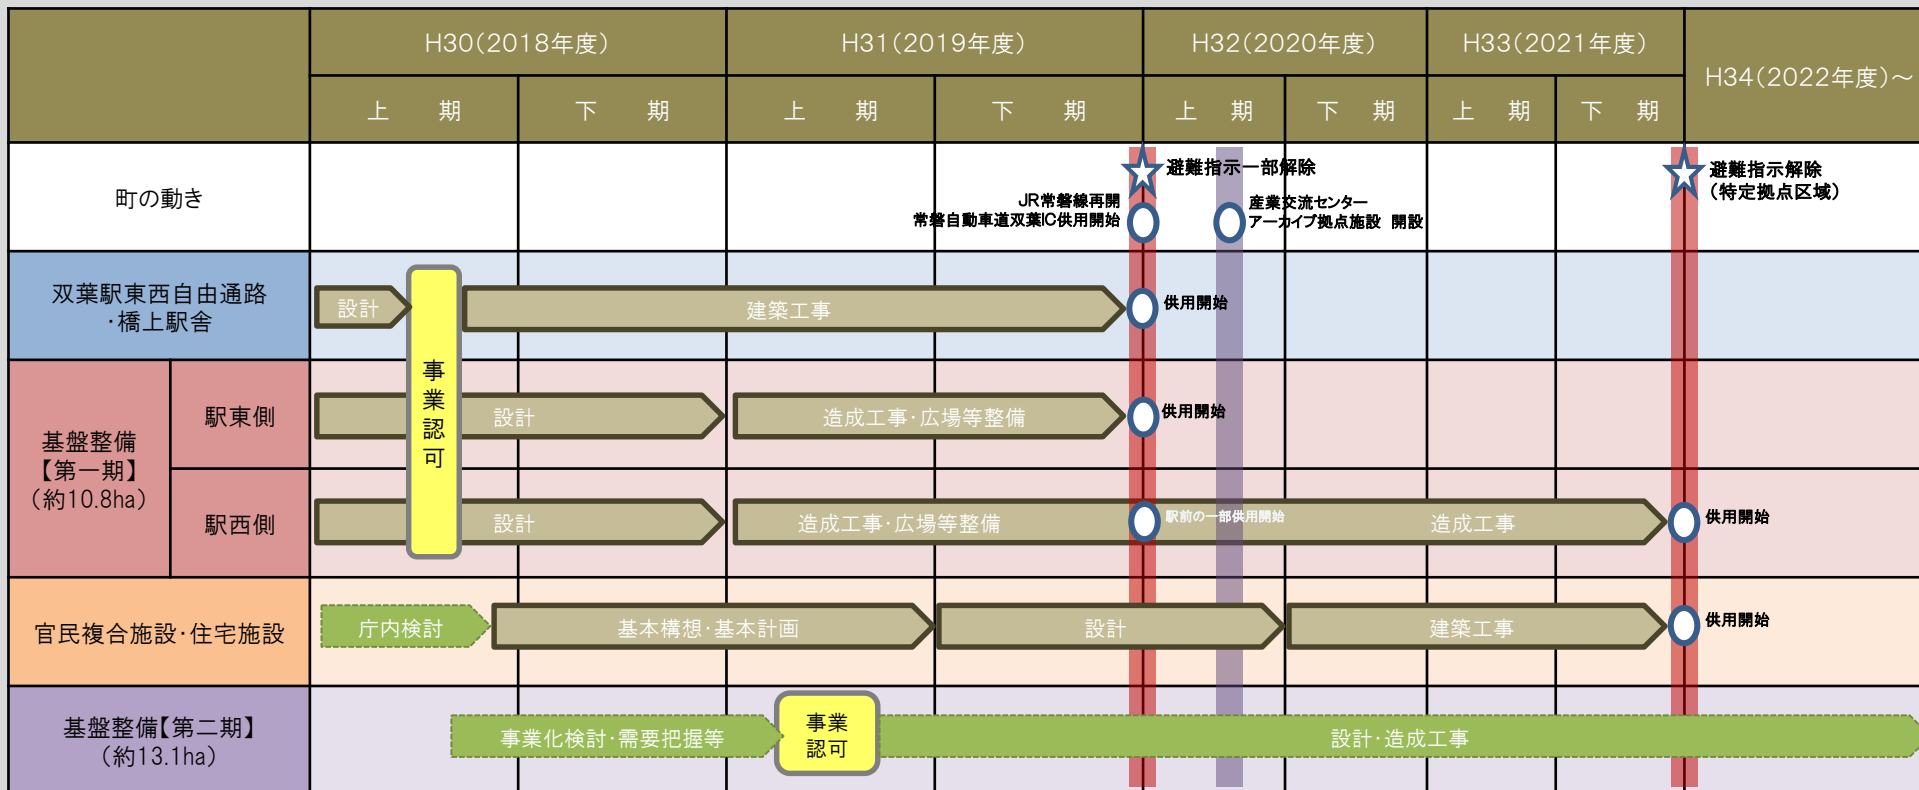 H30(2018年度)
H31(2019年度)
H32(2020年度)
H33(2021年度)
H34(2022年度)～
上　期
下　期
上　期
下　期
上　期
下　期
上　期
下　期
町の動き
避難指示一部解除
JR常磐線再開
常磐自動車道双葉IC供用開始
産業交流センター
アーカイブ拠点施設 開設
避難指示解除
(特定拠点区域)
双葉駅東西自由通路
・橋上駅舎
設計
事業認可
建築工事
供用開始
基盤整備
【第一期】
(約10.8ha)
駅東側
設計
造成工事・広場等整備
供用開始
駅西側
設計
造成工事・広場等整備
駅前の一部供用開始
造成工事
供用開始
官民複合施設・住宅施設
庁内検討
基本構想・基本計画
設計
建築工事
供用開始
基盤整備【第二期】
(約13.1ha)
事業化検討・需要把握等
事業
認可
設計・造成工事